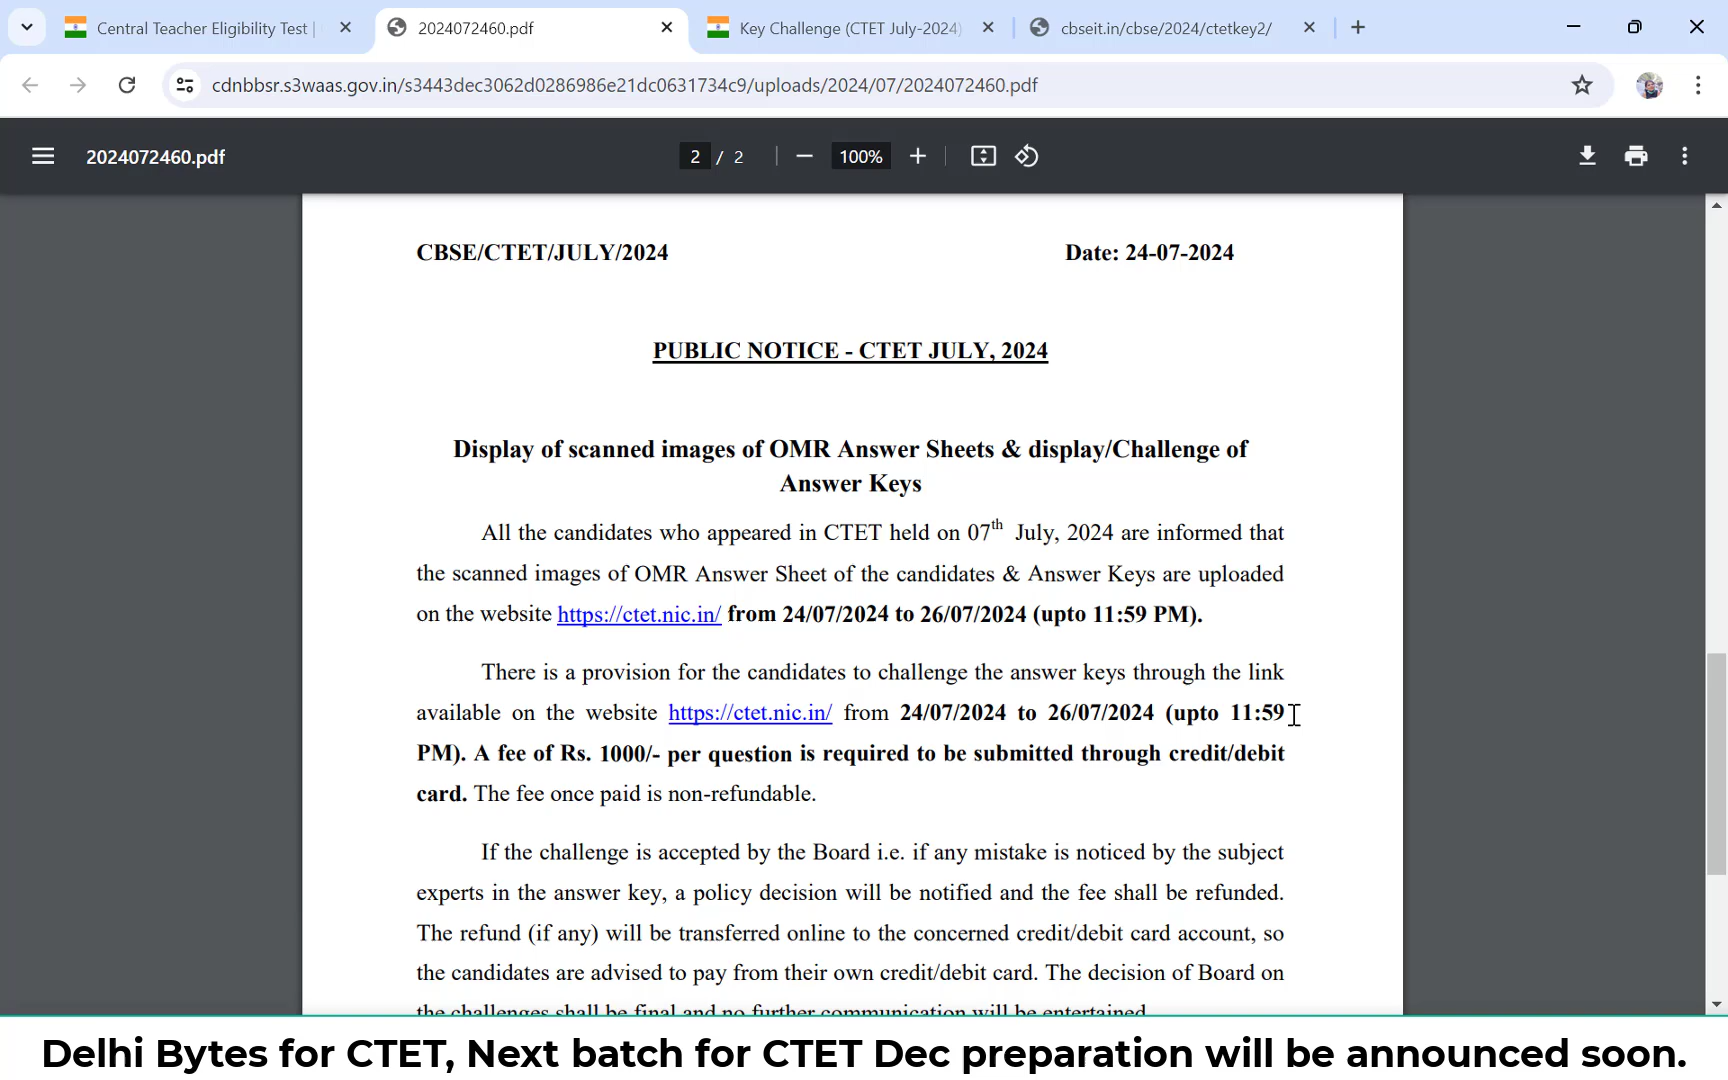 Central Teacher Eligibility Test |
2024072460.pdf
Key Challenge (CTET July-2024)
cbseit.in/cbse/2024/ctetkey2/
cdnbbsr.s3waas.gov.in/s3443dec3062d0286986e21dc0631734c9/uploads/2024/07/2024072460.pdf
2024072460.pdf
2 / 2
100%
CBSE/CTET/JULY/2024 Date: 24-07-2024
PUBLIC NOTICE - CTET JULY, 2024
Display of scanned images of OMR Answer Sheets & display/Challenge of
Answer Keys
All the candidates who appeared in CTET held on 07th July, 2024 are informed that
the scanned images of OMR Answer Sheet of the candidates & Answer Keys are uploaded
on the website https://ctet.nic.in/ from 24/07/2024 to 26/07/2024 (upto 11:59 PM).
There is a provision for the candidates to challenge the answer keys through the link
available on the website https://ctet.nic.in/ from 24/07/2024 to 26/07/2024 (upto 11:59
PM). A fee of Rs. 1000/- per question is required to be submitted through credit/debit
card. The fee once paid is non-refundable.
If the challenge is accepted by the Board i.e. if any mistake is noticed by the subject
experts in the answer key, a policy decision will be notified and the fee shall be refunded.
The refund (if any) will be transferred online to the concerned credit/debit card account, so
the candidates are advised to pay from their own credit/debit card. The decision of Board on
the challenges shall be final and no further communication will be entertained.
Delhi Bytes for CTET, Next batch for CTET Dec preparation will be announced soon.